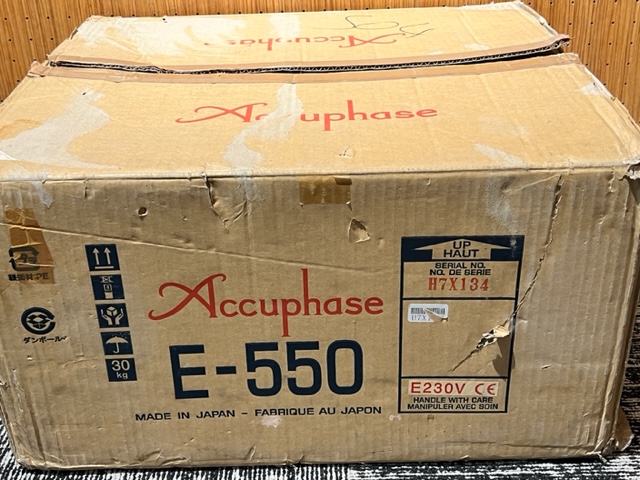 Accuphase
Accuphase
UP
HAUT
SERIAL NO.
NO. DE SERIE
H7X134
Accuphase
E-550
MADE IN JAPAN - FABRIQUE AU JAPON
30
kg
ダンボール
E230V CE
HANDLE WITH CARE
MANIPULER AVEC SOIN